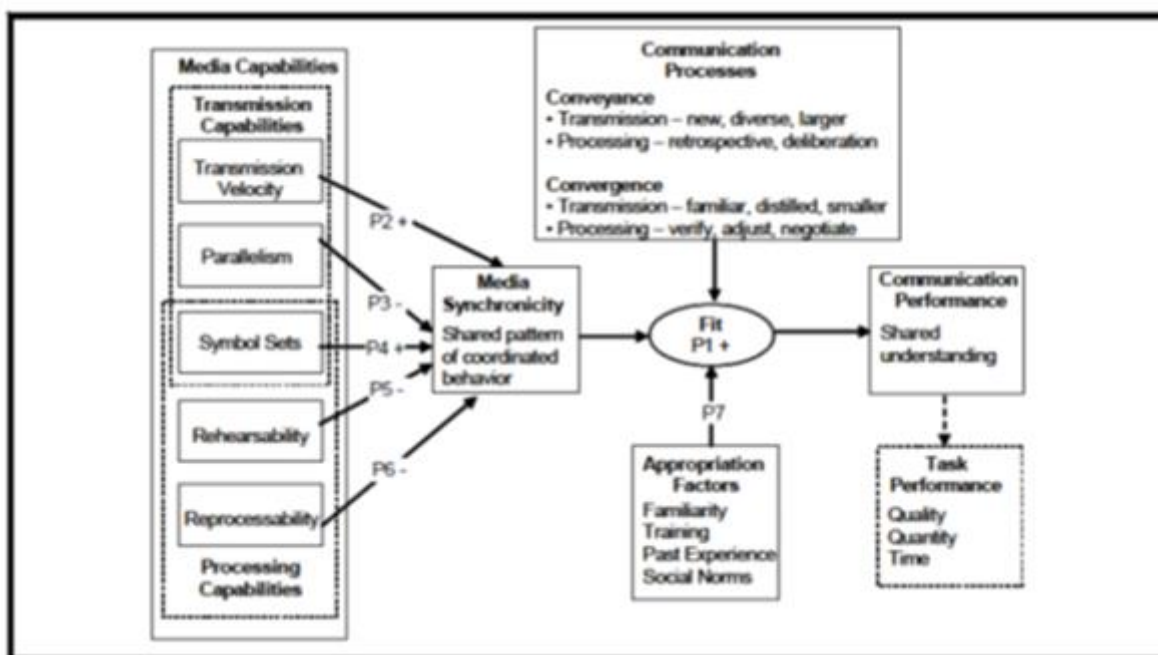 Media Capabilities
Transmission
Capabilities
Transmission
Velocity
Parallelism
Symbol Sets
Rehearsability
Reprocessability
Processing
Capabilities
P2 +
P3 -
P4 +
P5 -
P6 -
Media
Synchronicity
Shared pattern
of coordinated
behavior
Communication
Processes
Conveyance
• Transmission – new, diverse, larger
• Processing – retrospective, deliberation
Convergence
• Transmission – familiar, distilled, smaller
• Processing – verify, adjust, negotiate
Fit
P1 +
P7
Appropriation
Factors
Familiarity
Training
Past Experience
Social Norms
Communication
Performance
Shared
understanding
Task
Performance
Quality
Quantity
Time